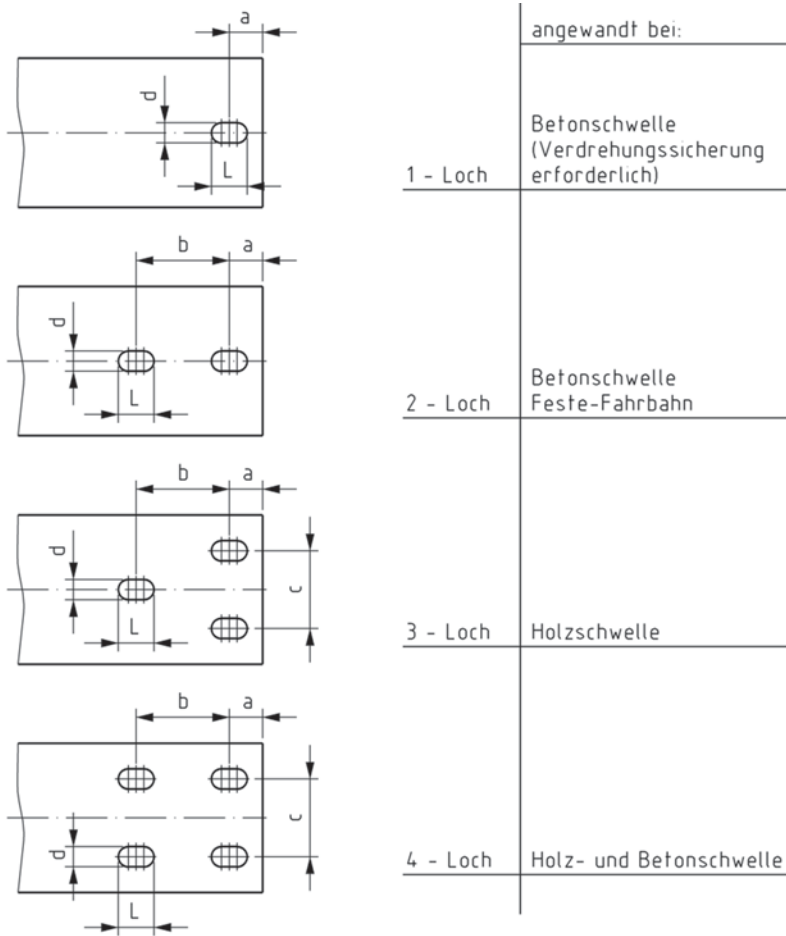 a
angewandt bei:
d
L
1 - Loch
Betonschwelle
(Verdrehungssicherung
erforderlich)
b a
d
L
2 - Loch
Betonschwelle
Feste-Fahrbahn
b a
d
c
L
3 - Loch
Holzschwelle
b a
c
d
L
4 - Loch
Holz- und Betonschwelle